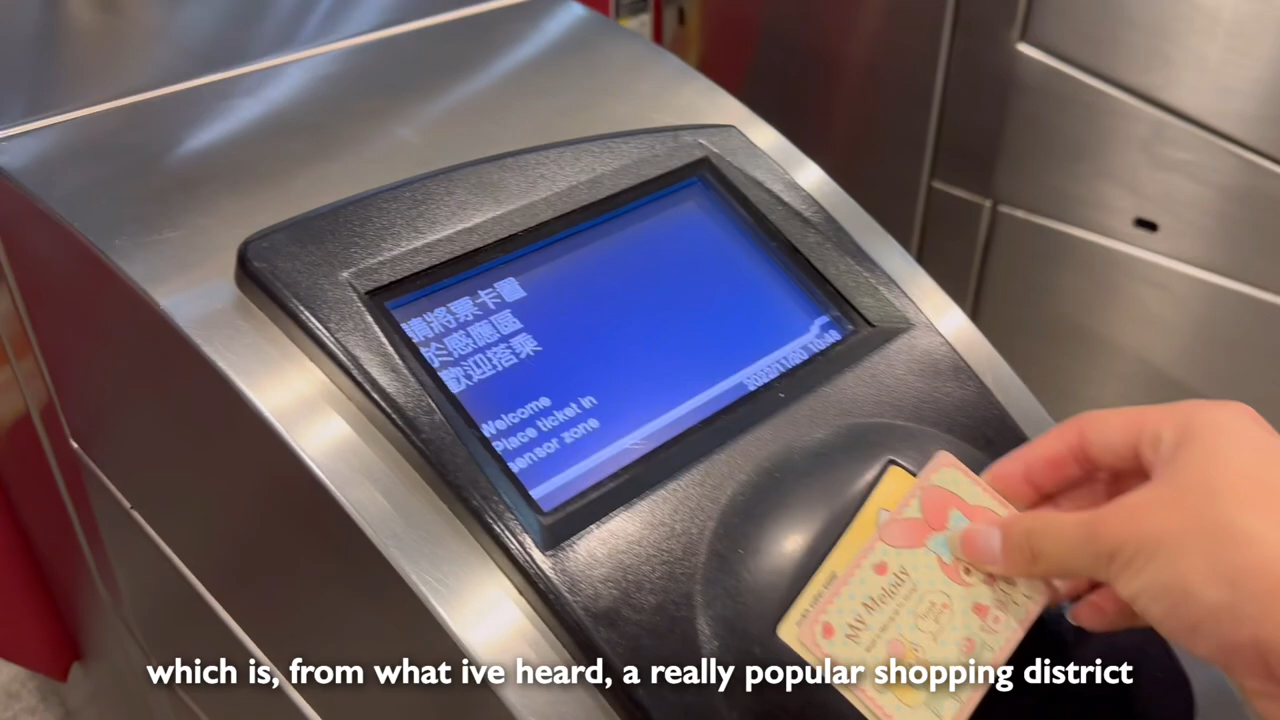 請將票卡置
於感應區
歡迎搭乘
Welcome
Place ticket in
sensor zone
My Melody
which is, from what ive heard, a really popular shopping district